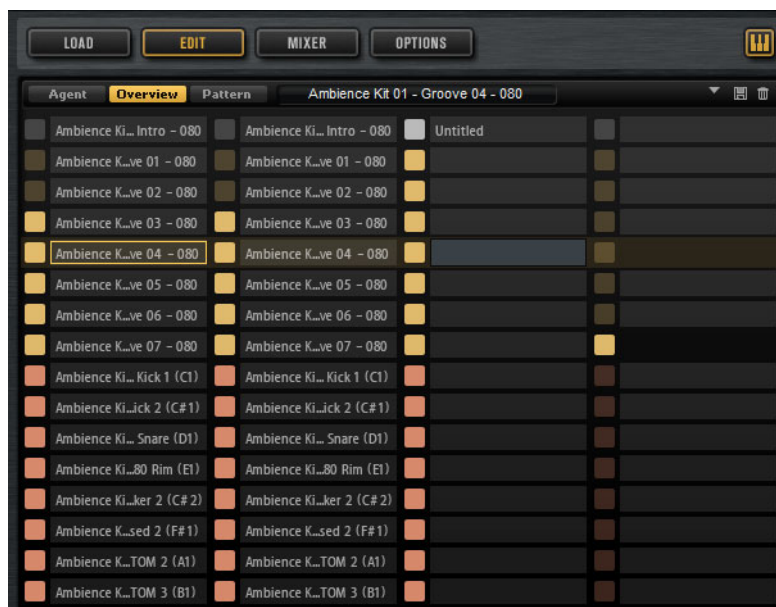 LOAD EDIT MIXER OPTIONS
Agent Overview Pattern Ambience Kit 01 - Groove 04 - 080
Ambience Ki... Intro - 080 Ambience Ki... Intro - 080 Untitled
Ambience K...ve 01 - 080 Ambience K...ve 01 - 080
Ambience K...ve 02 - 080 Ambience K...ve 02 - 080
Ambience K...ve 03 - 080 Ambience K...ve 03 - 080
Ambience K...ve 04 - 080 Ambience K...ve 04 - 080
Ambience K...ve 05 - 080 Ambience K...ve 05 - 080
Ambience K...ve 06 - 080 Ambience K...ve 06 - 080
Ambience K...ve 07 - 080 Ambience K...ve 07 - 080
Ambience Ki... Kick 1 (C1) Ambience Ki... Kick 1 (C1)
Ambience Ki...ick 2 (C#1) Ambience Ki...ick 2 (C#1)
Ambience Ki... Snare (D1) Ambience Ki... Snare (D1)
Ambience Ki...80 Rim (E1) Ambience Ki...80 Rim (E1)
Ambience Ki...ker 2 (C#2) Ambience Ki...ker 2 (C#2)
Ambience K...sed 2 (F#1) Ambience K...sed 2 (F#1)
Ambience K...TOM 2 (A1) Ambience K...TOM 2 (A1)
Ambience K...TOM 3 (B1) Ambience K...TOM 3 (B1)